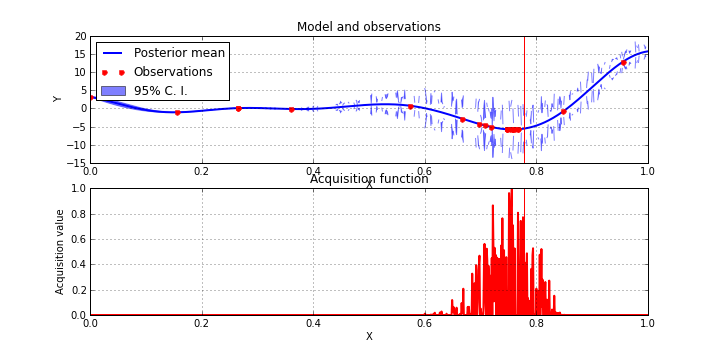 Model and observations
20
15
10
5
0
−5
−10
−15
Y
Posterior mean
Observations
95% C. I.
0.0 0.2 0.4 0.6 0.8 1.0
X
Acquisition function
1.0
0.8
0.6
0.4
0.2
0.0
Acquisition value
0.0 0.2 0.4 0.6 0.8 1.0
X